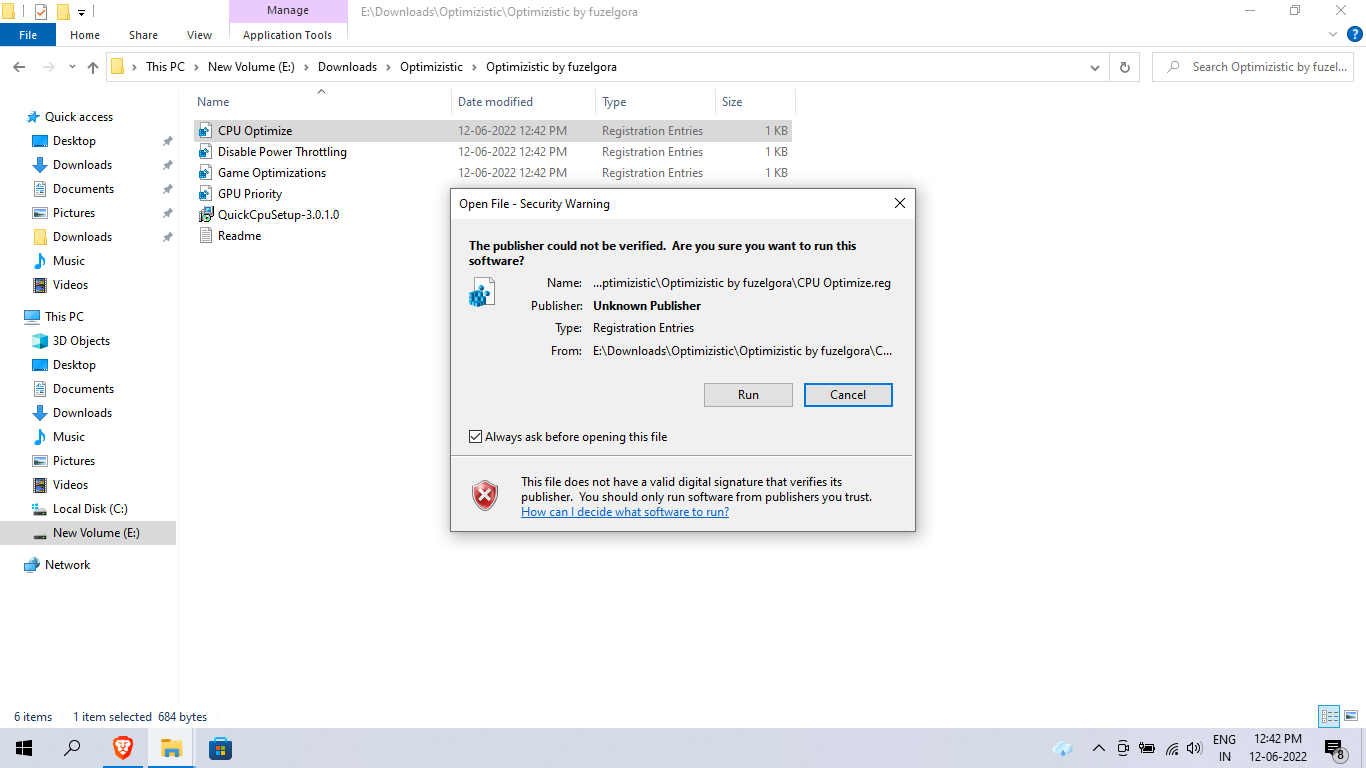 Manage
E:\Downloads\Optimizistic\Optimizistic by fuzelgora
File
Home
Share
View
Application Tools
This PC
New Volume (E:)
Downloads
Optimizistic
Optimizistic by fuzelgora
Search Optimizistic by fuzel...
Quick access
Desktop
Downloads
Documents
Pictures
Downloads
Music
Videos
This PC
3D Objects
Desktop
Documents
Downloads
Music
Pictures
Videos
Local Disk (C:)
New Volume (E:)
Network
Name Date modified Type Size
CPU Optimize 12-06-2022 12:42 PM Registration Entries 1 KB
Disable Power Throttling 12-06-2022 12:42 PM Registration Entries 1 KB
Game Optimizations 12-06-2022 12:42 PM Registration Entries 1 KB
GPU Priority
QuickCpuSetup-3.0.1.0
Readme
Open File - Security Warning
The publisher could not be verified. Are you sure you want to run this
software?
Name: ...ptimizistic\Optimizistic by fuzelgora\CPU Optimize.reg
Publisher: Unknown Publisher
Type: Registration Entries
From: E:\Downloads\Optimizistic\Optimizistic by fuzelgora\C...
Run
Cancel
Always ask before opening this file
This file does not have a valid digital signature that verifies its
publisher. You should only run software from publishers you trust.
How can I decide what software to run?
6 items
1 item selected 684 bytes
ENG
IN
12:42 PM
12-06-2022
8